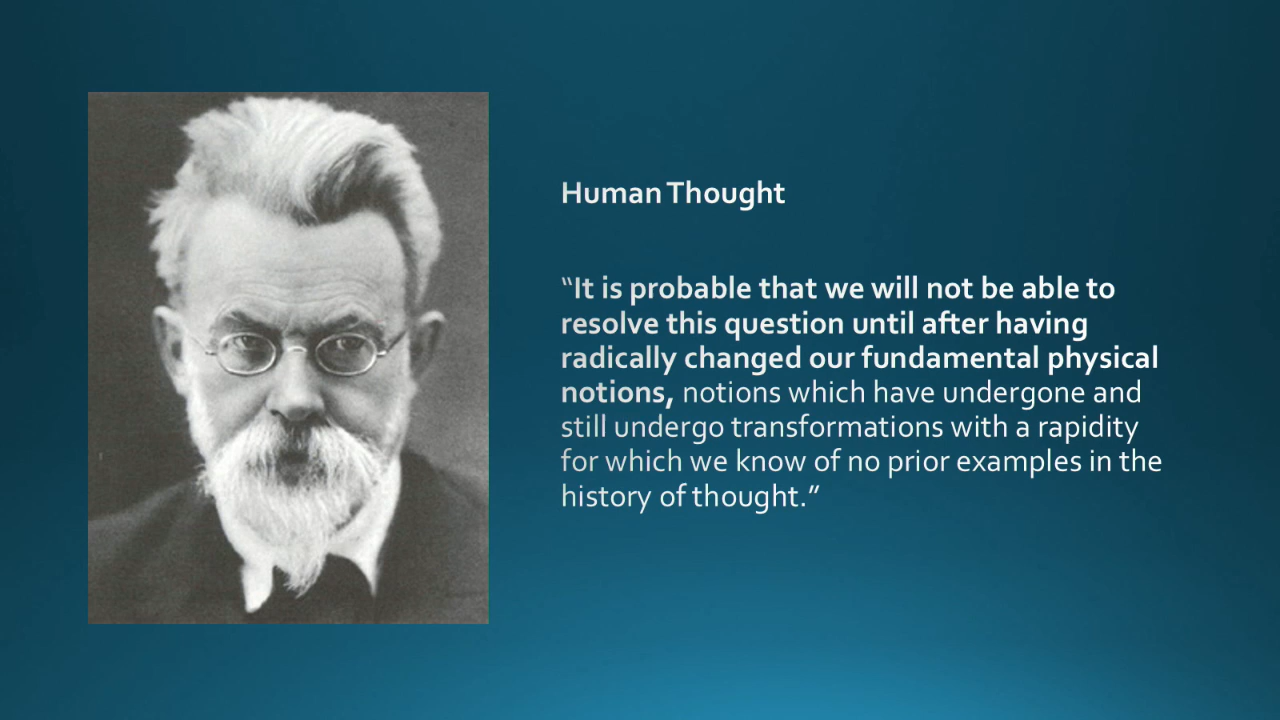 Human Thought
“It is probable that we will not be able to
resolve this question until after having
radically changed our fundamental physical
notions, notions which have undergone and
still undergo transformations with a rapidity
for which we know of no prior examples in the
history of thought.”